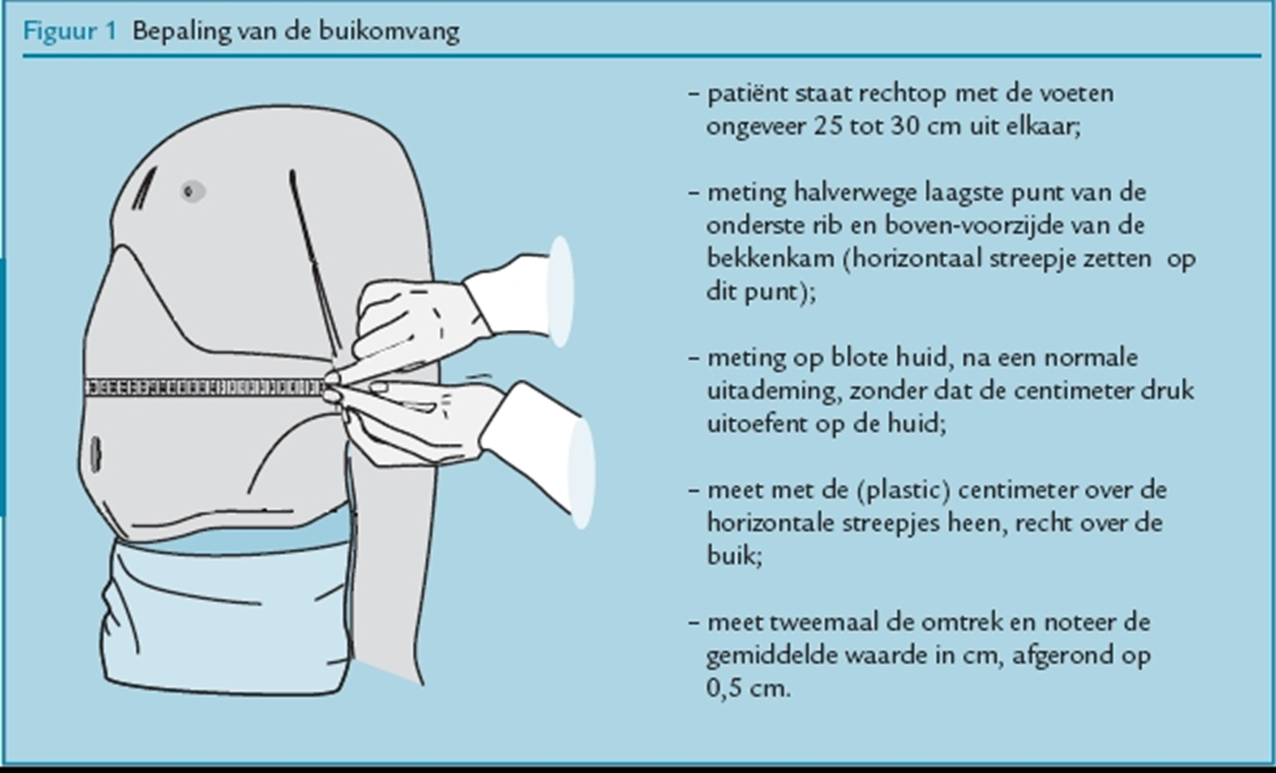 Figuur 1 Bepaling van de buikomvang
– patiënt staat rechtop met de voeten
ongeveer 25 tot 30 cm uit elkaar;
– meting halverwege laagste punt van de
onderste rib en boven-voorzijde van de
bekkenkam (horizontaal streepje zetten op
dit punt);
– meting op blote huid, na een normale
uitademing, zonder dat de centimeter druk
uitoefent op de huid;
– meet met de (plastic) centimeter over de
horizontale streepjes heen, recht over de
buik;
– meet tweemaal de omtrek en noteer de
gemiddelde waarde in cm, afgerond op
0,5 cm.